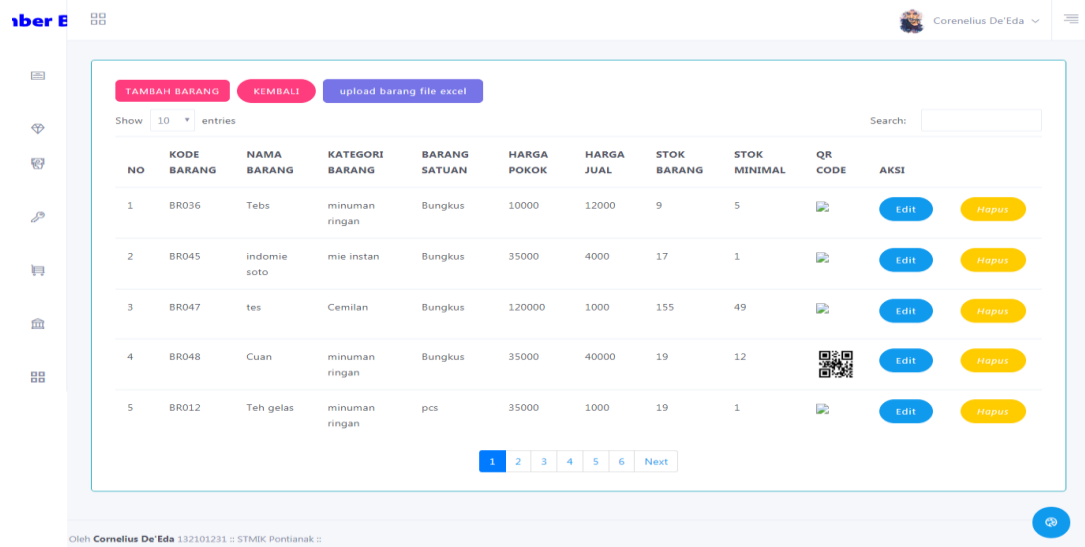 mber B
Corenelius De'Eda
TAMBAH BARANG KEMBALI upload barang file excel
Show 10 entries Search:
NO KODE BARANG NAMA BARANG KATEGORI BARANG BARANG SATUAN HARGA POKOK HARGA JUAL STOK BARANG STOK MINIMAL QR CODE AKSI
1 BR036 Tebs minuman ringan Bungkus 10000 12000 9 5 Edit Hapus
2 BR045 indomie soto mie instan Bungkus 35000 4000 17 1 Edit Hapus
3 BR047 tes Cemilan Bungkus 120000 1000 155 49 Edit Hapus
4 BR048 Cuan minuman ringan Bungkus 35000 40000 19 12 Edit Hapus
5 BR012 Teh gelas minuman ringan pcs 35000 1000 19 1 Edit Hapus
1 2 3 4 5 6 Next
Oleh Cornelius De'Eda 132101231 :: STMIK Pontianak ::